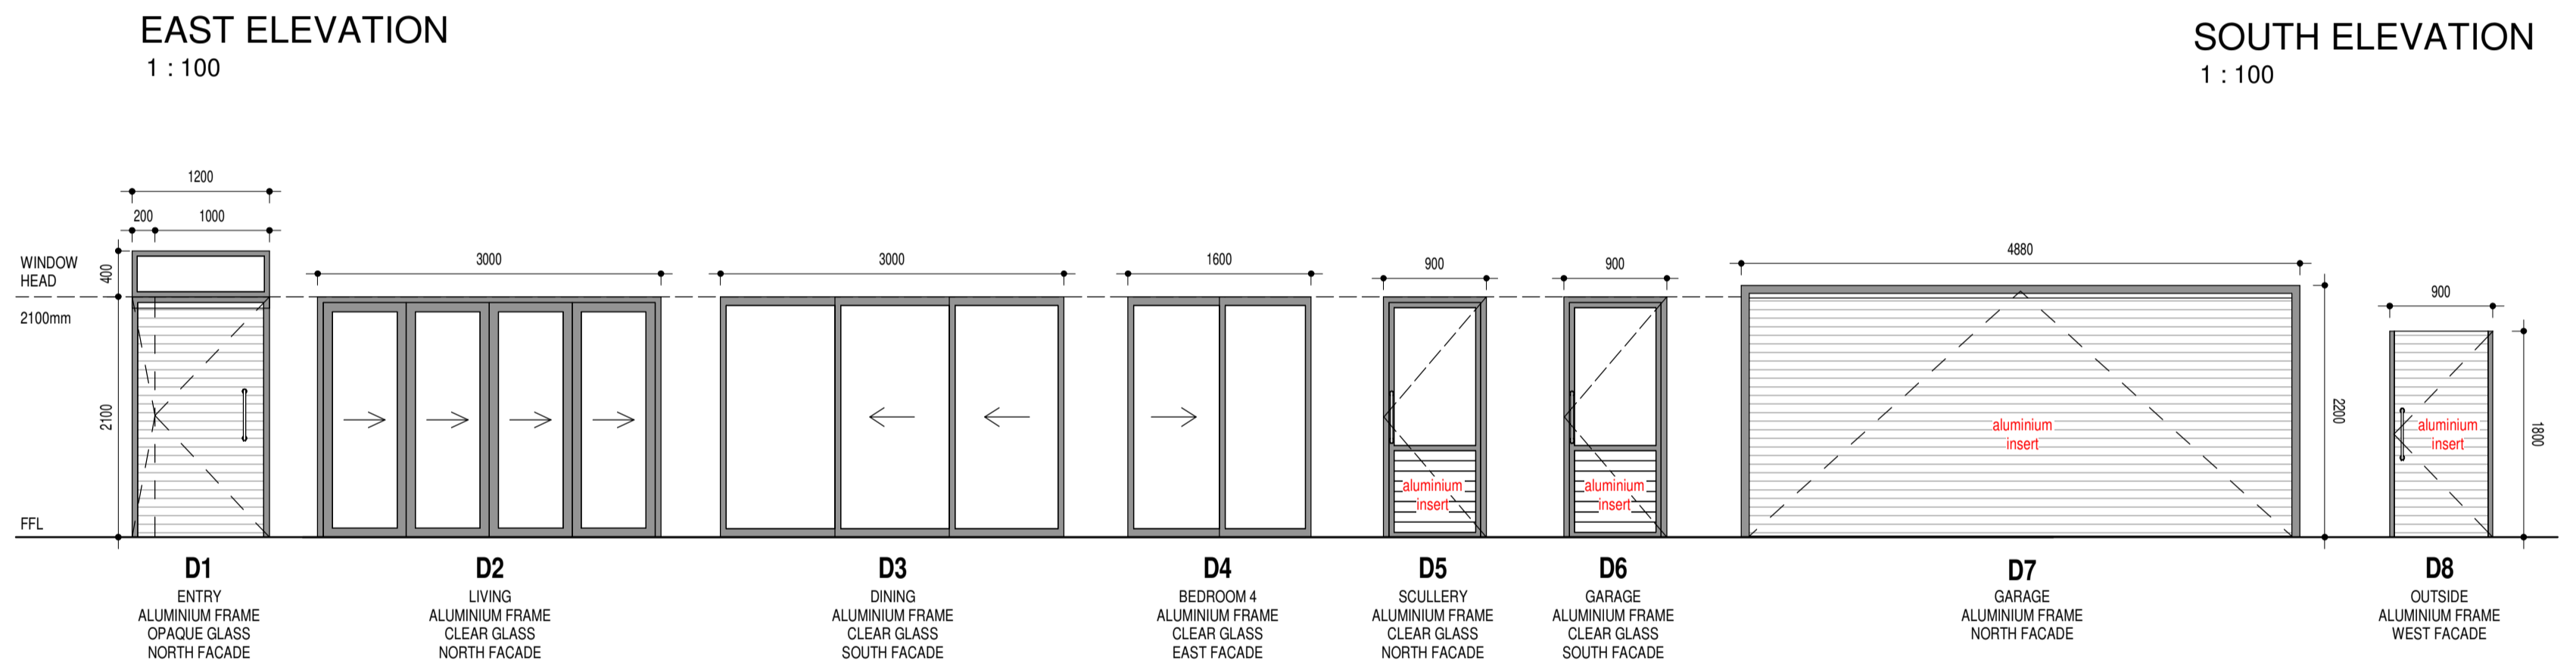 EAST ELEVATION
1 : 100
SOUTH ELEVATION
1 : 100
1200
200
1000
WINDOW
HEAD
400
2100mm
2100
FFL
3000
3000
1600
900
900
4880
2200
900
1800
aluminium
insert
aluminium
insert
aluminium
insert
aluminium
insert
D1
ENTRY
ALUMINIUM FRAME
OPAQUE GLASS
NORTH FACADE
D2
LIVING
ALUMINIUM FRAME
CLEAR GLASS
NORTH FACADE
D3
DINING
ALUMINIUM FRAME
CLEAR GLASS
SOUTH FACADE
D4
BEDROOM 4
ALUMINIUM FRAME
CLEAR GLASS
EAST FACADE
D5
SCULLERY
ALUMINIUM FRAME
CLEAR GLASS
NORTH FACADE
D6
GARAGE
ALUMINIUM FRAME
CLEAR GLASS
SOUTH FACADE
D7
GARAGE
ALUMINIUM FRAME
NORTH FACADE
D8
OUTSIDE
ALUMINIUM FRAME
WEST FACADE